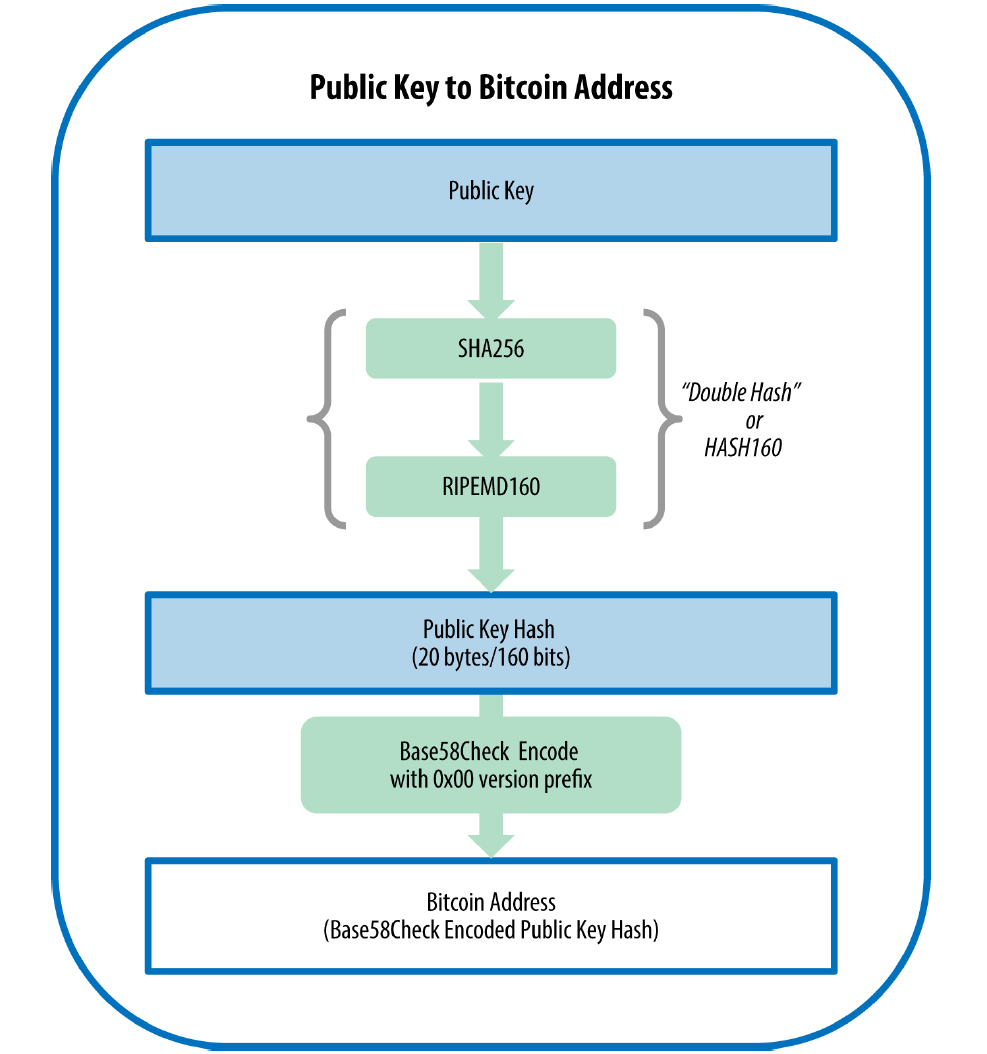 Public Key to Bitcoin Address
Public Key
SHA256
"Double Hash"
or
HASH160
RIPEMD160
Public Key Hash
(20 bytes/160 bits)
Base58Check Encode
with 0x00 version prefix
Bitcoin Address
(Base58Check Encoded Public Key Hash)